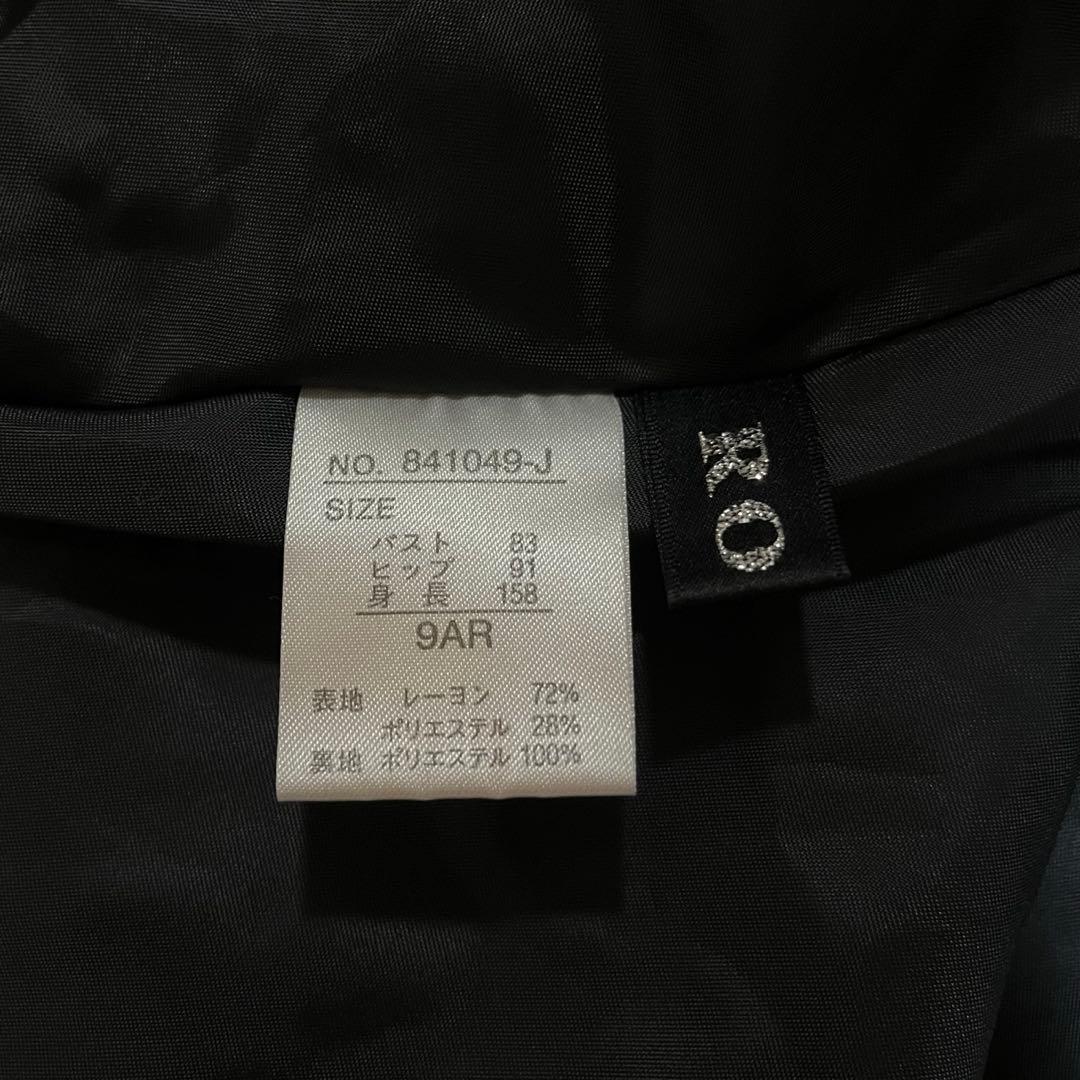 NO. 841049-J
SIZE
バスト 83
ヒップ 91
身長 158
9AR
表地 レーヨン 72%
ポリエステル 28%
裏地 ポリエステル 100%
RO